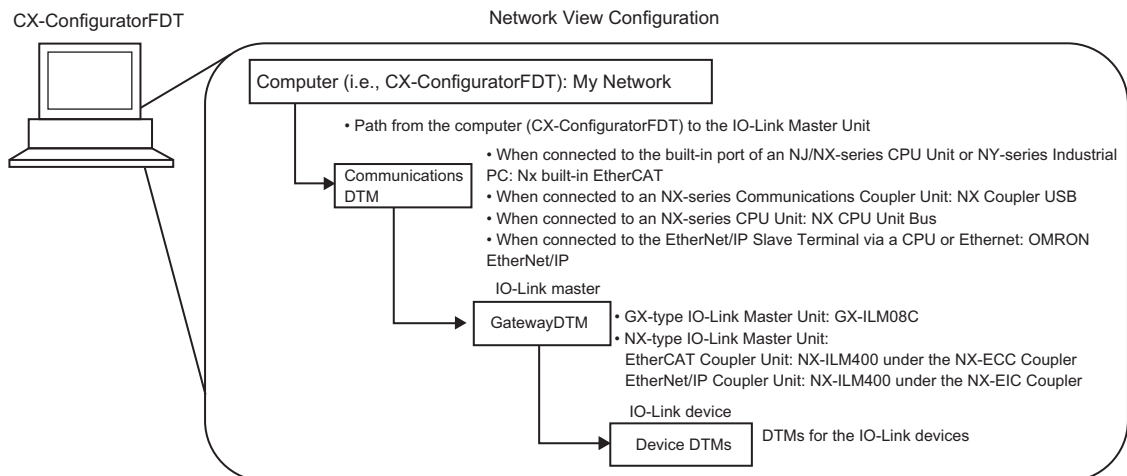 CX-ConfiguratorFDT
Network View Configuration
Computer (i.e., CX-ConfiguratorFDT): My Network
• Path from the computer (CX-ConfiguratorFDT) to the IO-Link Master Unit
Communications
DTM
• When connected to the built-in port of an NJ/NX-series CPU Unit or NY-series Industrial
PC: Nx built-in EtherCAT
• When connected to an NX-series Communications Coupler Unit: NX Coupler USB
• When connected to an NX-series CPU Unit: NX CPU Unit Bus
• When connected to the EtherNet/IP Slave Terminal via a CPU or Ethernet: OMRON
EtherNet/IP
IO-Link master
GatewayDTM
• GX-type IO-Link Master Unit: GX-ILM08C
• NX-type IO-Link Master Unit:
EtherCAT Coupler Unit: NX-ILM400 under the NX-ECC Coupler
EtherNet/IP Coupler Unit: NX-ILM400 under the NX-EIC Coupler
IO-Link device
Device DTMs
DTMs for the IO-Link devices